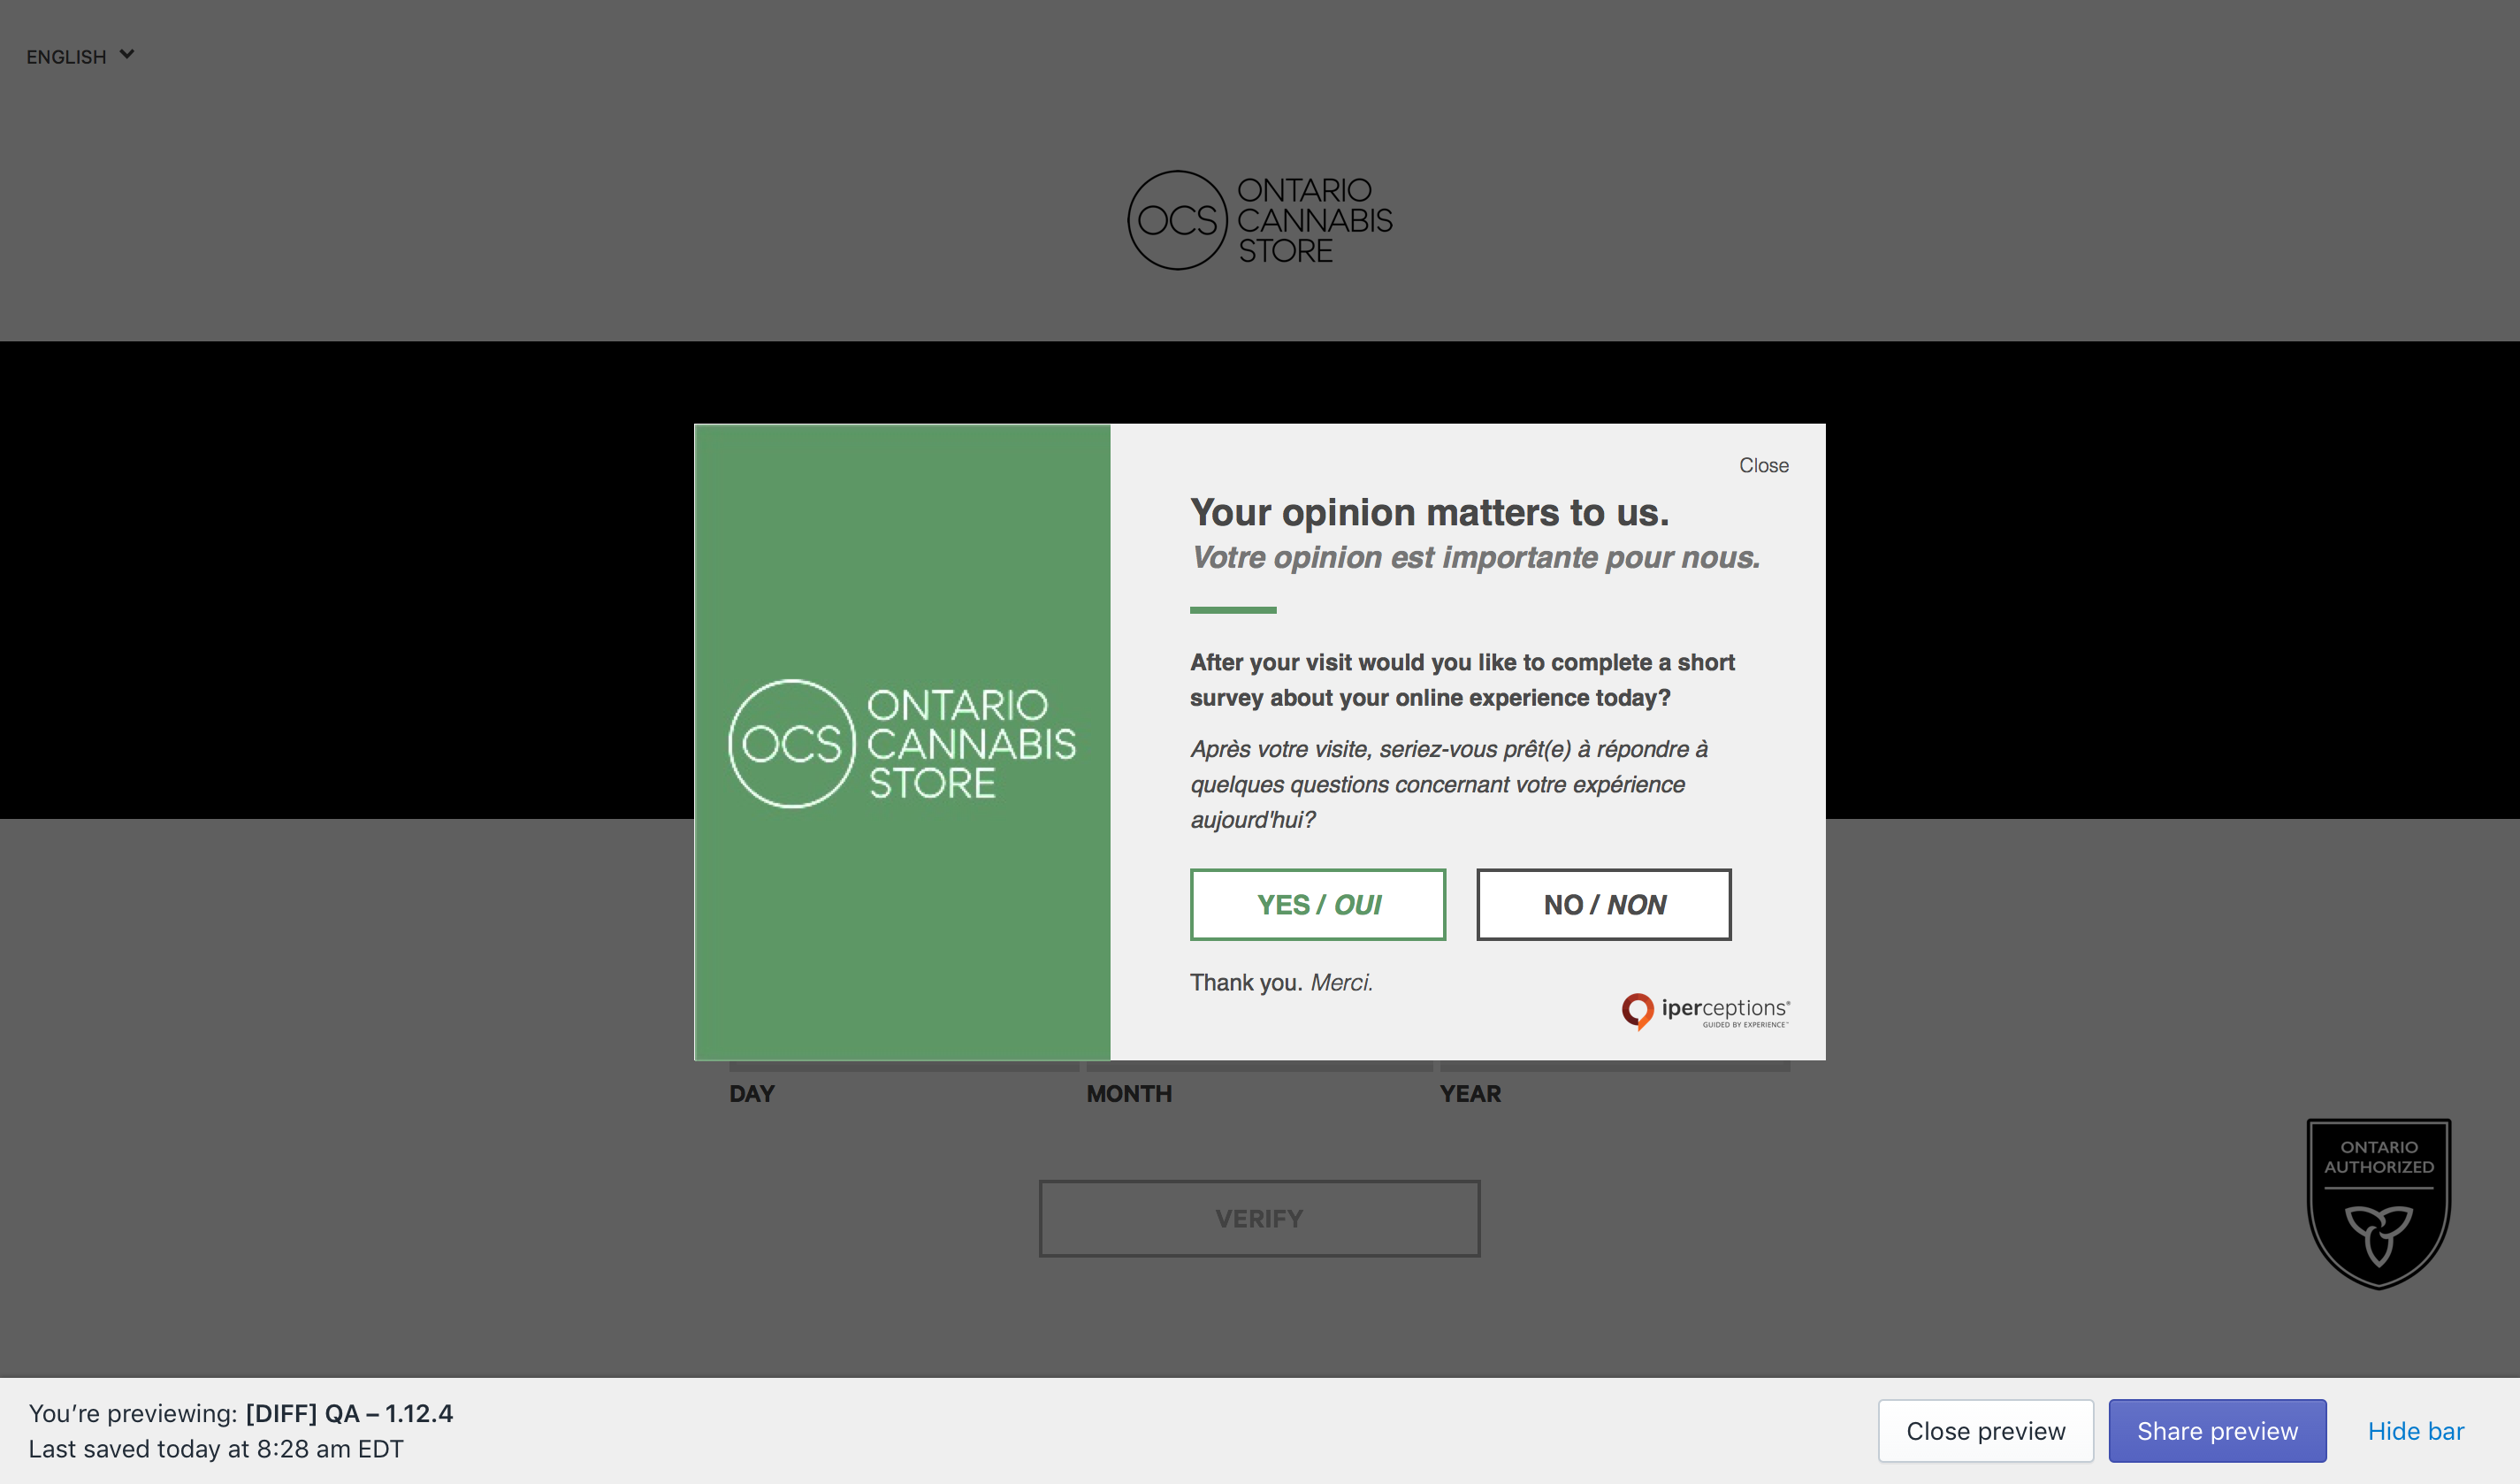 ENGLISH
OCS
ONTARIO
CANNABIS
STORE
Close
Your opinion matters to us.
Votre opinion est importante pour nous.
After your visit would you like to complete a short
survey about your online experience today?
Après votre visite, seriez-vous prêt(e) à répondre à
quelques questions concernant votre expérience
aujourd'hui?
YES / OUI
NO / NON
Thank you. Merci.
iperceptions®
GUIDED BY EXPERIENCE™
OCS
ONTARIO
CANNABIS
STORE
DAY
MONTH
YEAR
VERIFY
ONTARIO
AUTHORIZED
You’re previewing: [DIFF] QA – 1.12.4
Last saved today at 8:28 am EDT
Close preview
Share preview
Hide bar